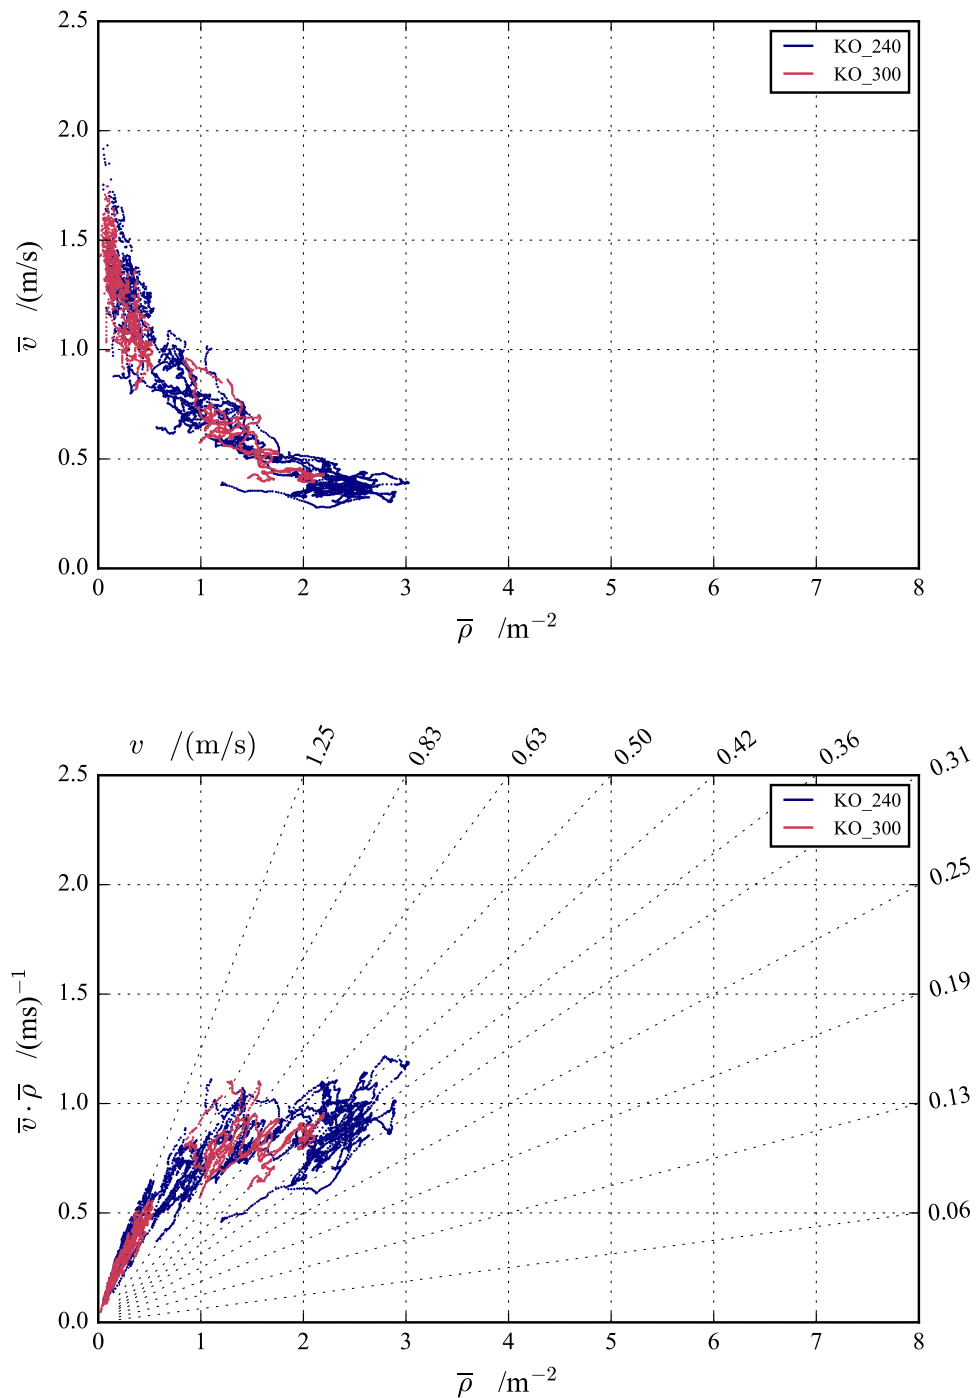 2.5
KO_240
KO_300
2.0
1.5
1.0
0.5
0.0
v̅ /(m/s)
0 1 2 3 4 5 6 7 8
ρ̅ /m⁻²
v /(m/s) 1.25 0.83 0.63 0.50 0.42 0.36 0.31
2.5
KO_240
KO_300
2.0 0.25
1.5 0.19
1.0 0.13
0.5 0.06
0.0
v̅ · ρ̅ /(ms)⁻¹
0 1 2 3 4 5 6 7 8
ρ̅ /m⁻²